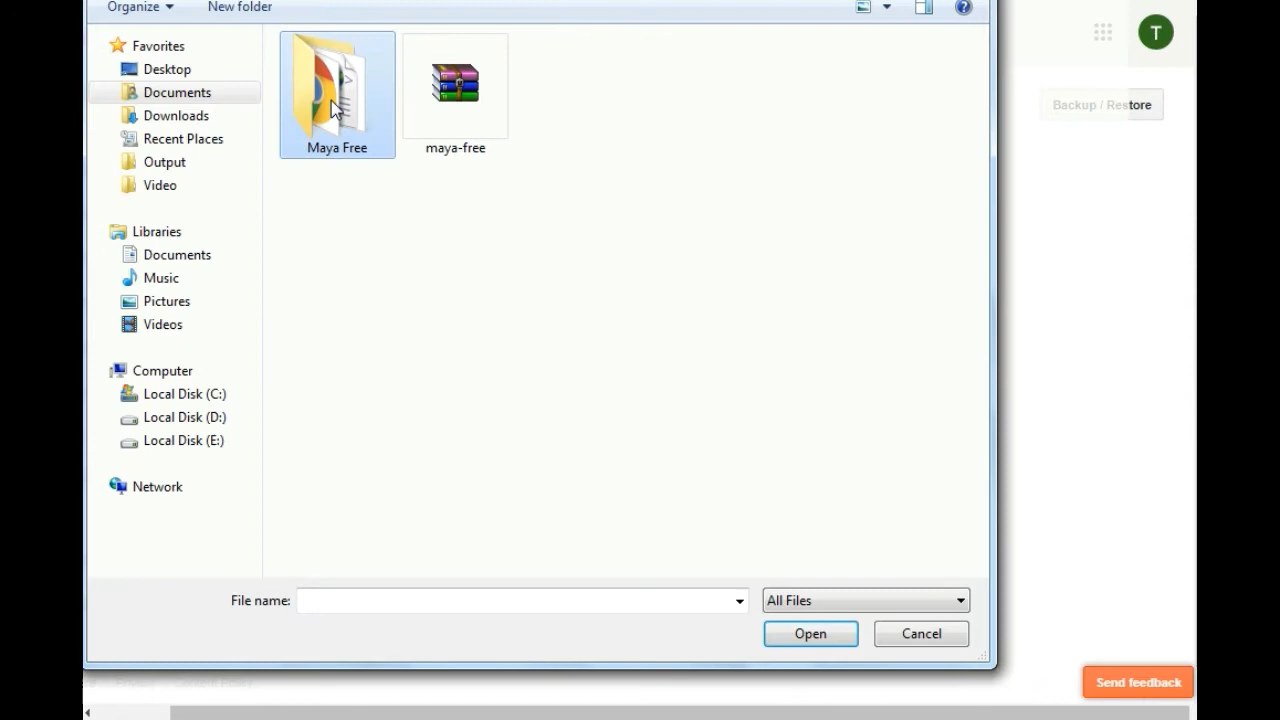 Organize
New folder
T
Backup / Restore
Favorites
Desktop
Documents
Downloads
Recent Places
Output
Video
Libraries
Documents
Music
Pictures
Videos
Computer
Local Disk (C:)
Local Disk (D:)
Local Disk (E:)
Network
Maya Free
maya-free
File name:
All Files
Open
Cancel
Send feedback